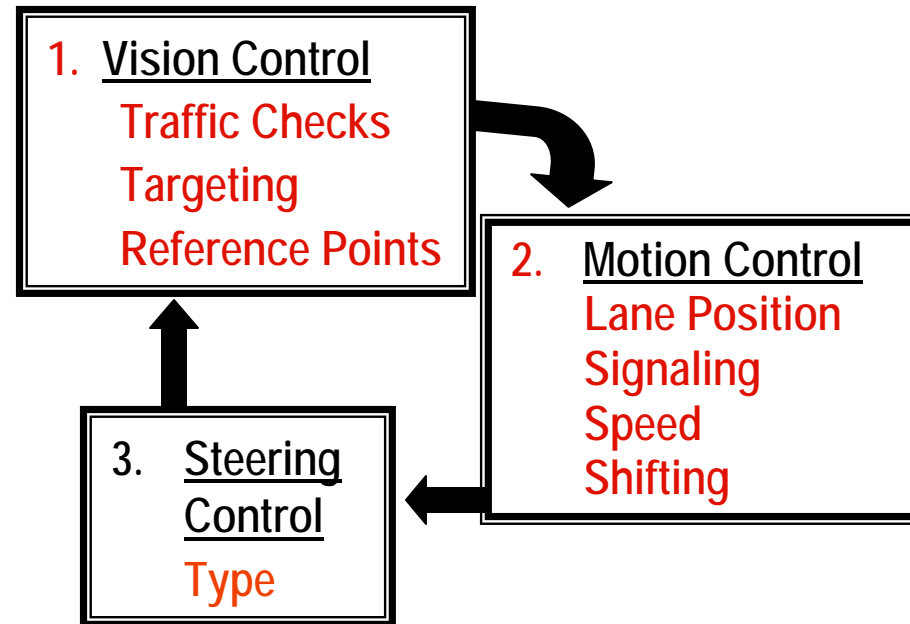 1. Vision Control
Traffic Checks
Targeting
Reference Points
2. Motion Control
Lane Position
Signaling
Speed
Shifting
3. Steering
Control
Type